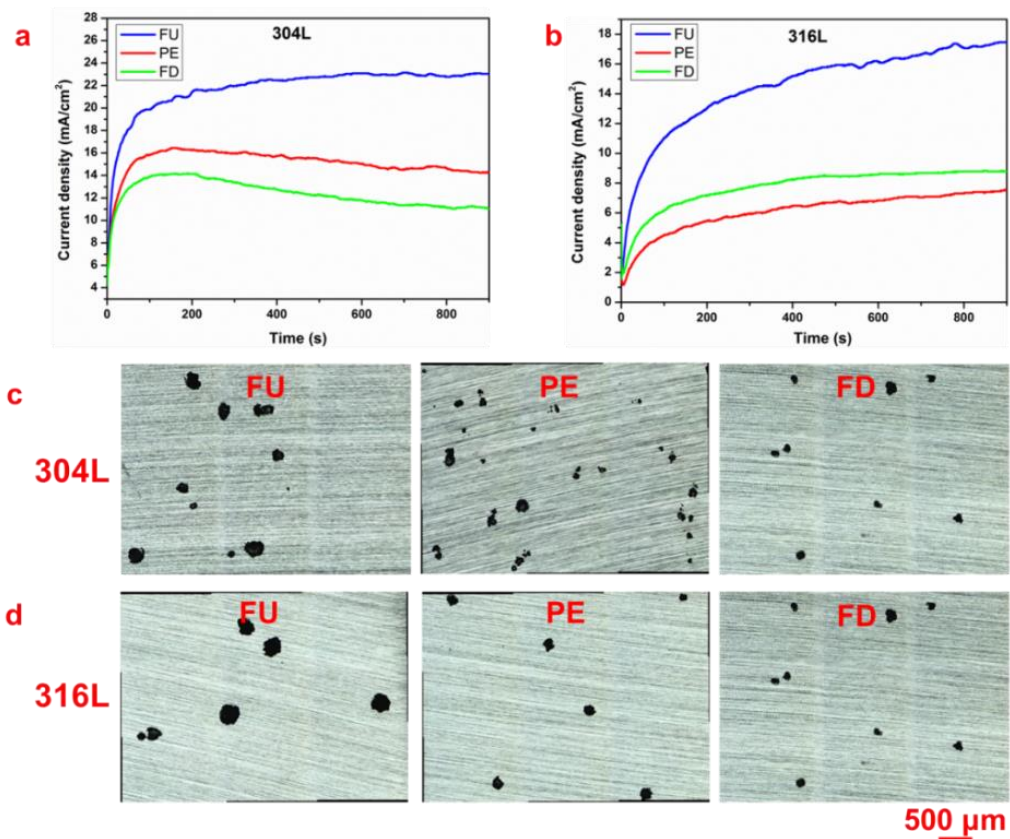 a
304L
FU
PE
FD
28
26
24
22
20
18
16
14
12
10
8
6
4
Current density (mA/cm²)
0
200
400
600
800
Time (s)
b
316L
FU
PE
FD
18
16
14
12
10
8
6
4
2
0
Current density (mA/cm²)
0
200
400
600
800
Time (s)
c
304L
FU
PE
FD
d
316L
FU
PE
FD
500 µm